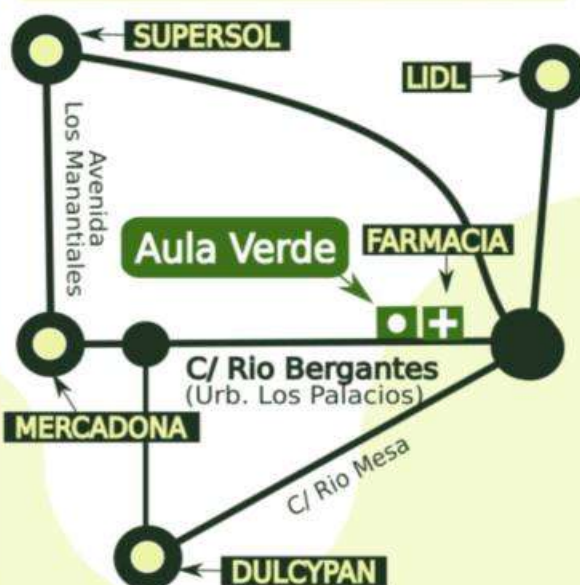 SUPERSOL
LIDL
Avenida
Los Manantiales
Aula Verde
FARMACIA
C/ Rio Bergantes
(Urb. Los Palacios)
MERCADONA
C/ Rio Mesa
DULCYPAN